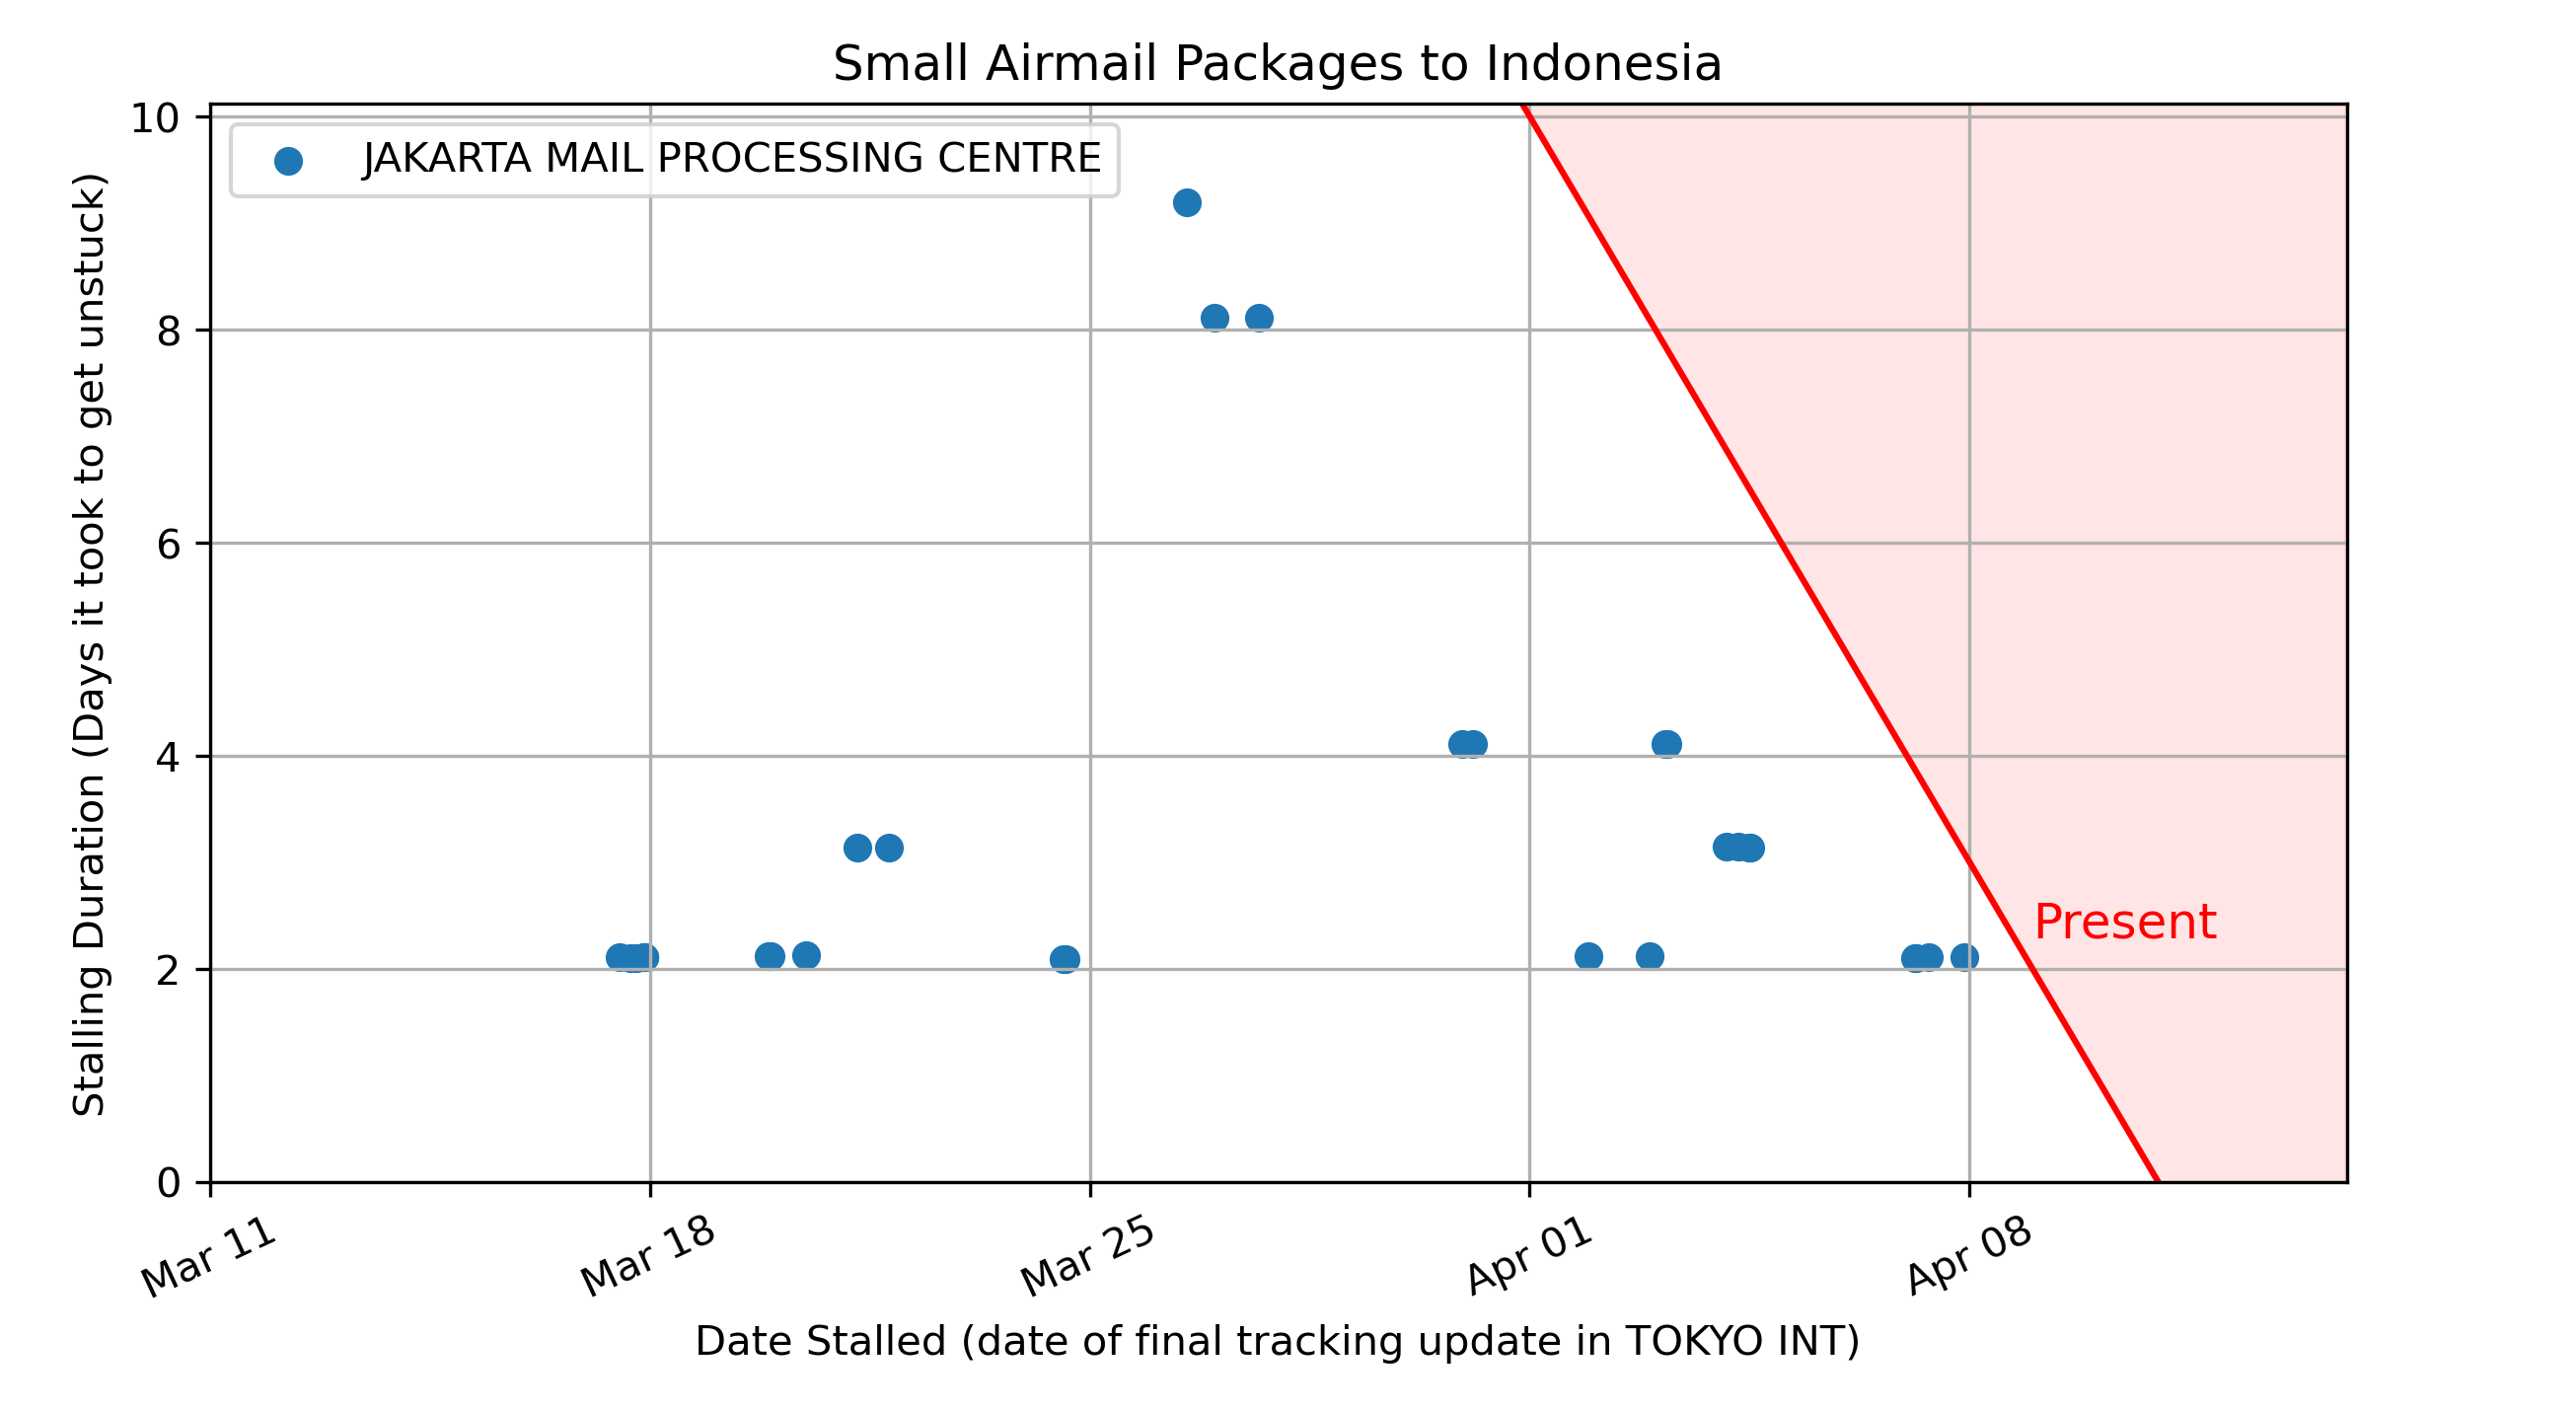 Small Airmail Packages to Indonesia
JAKARTA MAIL PROCESSING CENTRE
Stalling Duration (Days it took to get unstuck)
10
8
6
4
2
0
Present
Mar 11
Mar 18
Mar 25
Apr 01
Apr 08
Date Stalled (date of final tracking update in TOKYO INT)